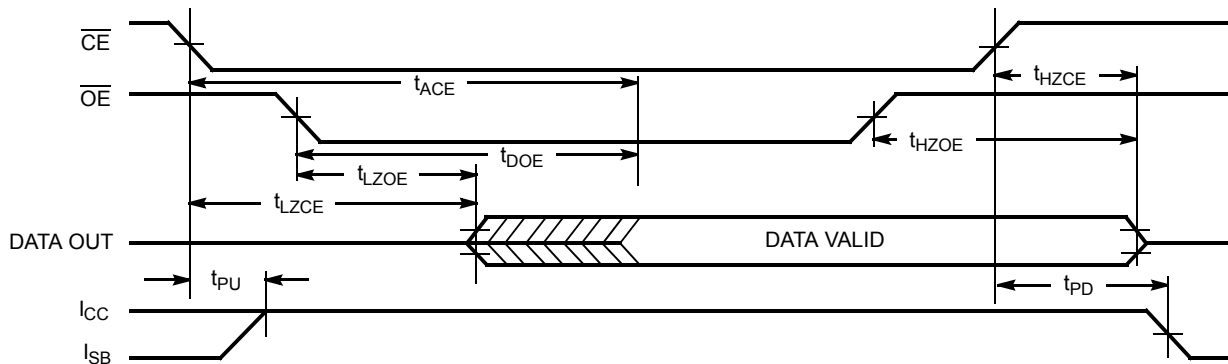 CE
tACE
tHZCE
OE
tHZOE
tDOE
tLZOE
tLZCE
DATA OUT
DATA VALID
tPU
tPD
ICC
ISB